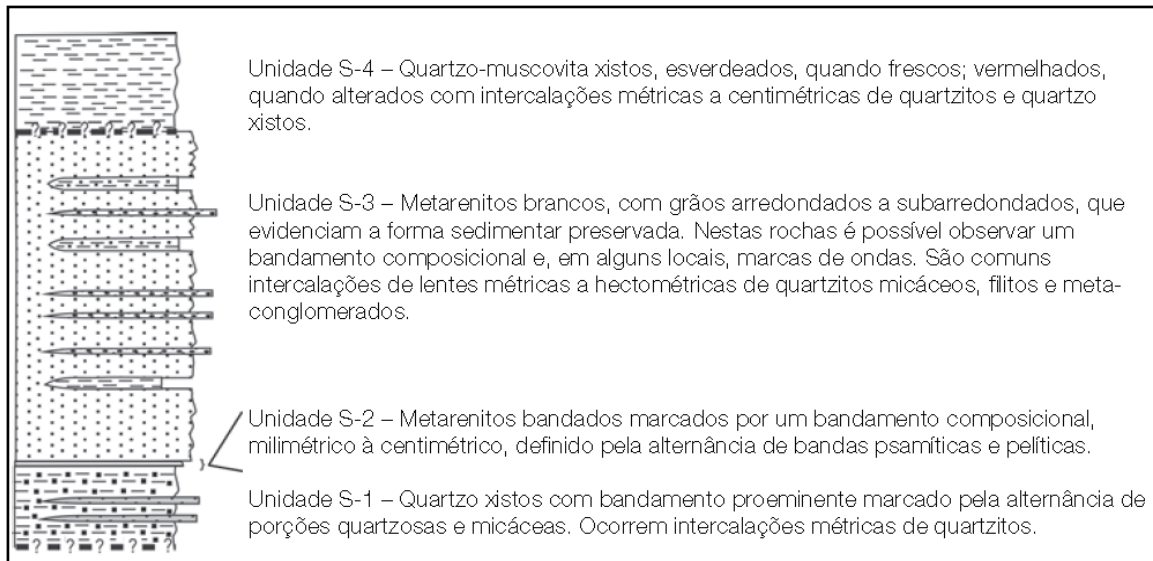 Unidade S-4 – Quartzo-muscovita xistos, esverdeados, quando frescos; vermelhados,
quando alterados com intercalações métricas a centimétricas de quartzitos e quartzo
xistos.
? ? ? ? ? ?
Unidade S-3 – Metarenitos brancos, com grãos arredondados a subarredondados, que
evidenciam a forma sedimentar preservada. Nestas rochas é possível observar um
bandamento composicional e, em alguns locais, marcas de ondas. São comuns
intercalações de lentes métricas a hectométricas de quartzitos micáceos, filitos e meta-
conglomerados.
Unidade S-2 – Metarenitos bandados marcados por um bandamento composicional,
milimétrico à centimétrico, definido pela alternância de bandas psamíticas e pelíticas.
Unidade S-1 – Quartzo xistos com bandamento proeminente marcado pela alternância de
porções quartzosas e micáceas. Ocorrem intercalações métricas de quartzitos.
? ? ? ? ?